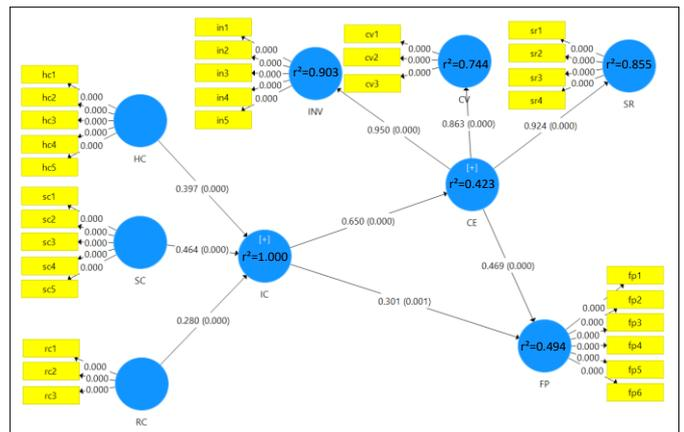 in1
in2
in3
in4
in5
0.000
0.000
0.000
0.000
0.000
r²=0.903
INV
cv1
cv2
cv3
0.000
0.000
0.000
r²=0.744
CV
sr1
sr2
sr3
sr4
0.000
0.000
0.000
0.000
r²=0.855
SR
hc1
hc2
hc3
hc4
hc5
0.000
0.000
0.000
0.000
0.000
HC
0.950 (0.000)
0.863 (0.000)
0.924 (0.000)
[+]
r²=0.423
CE
0.397 (0.000)
sc1
sc2
sc3
sc4
sc5
0.000
0.000
0.000
0.000
0.000
SC
0.464 (0.000)
[+]
r²=1.000
IC
0.650 (0.000)
0.469 (0.000)
0.301 (0.001)
0.280 (0.000)
rc1
rc2
rc3
0.000
0.000
0.000
RC
r²=0.494
FP
0.000
0.000
0.000
0.000
0.000
0.000
fp1
fp2
fp3
fp4
fp5
fp6